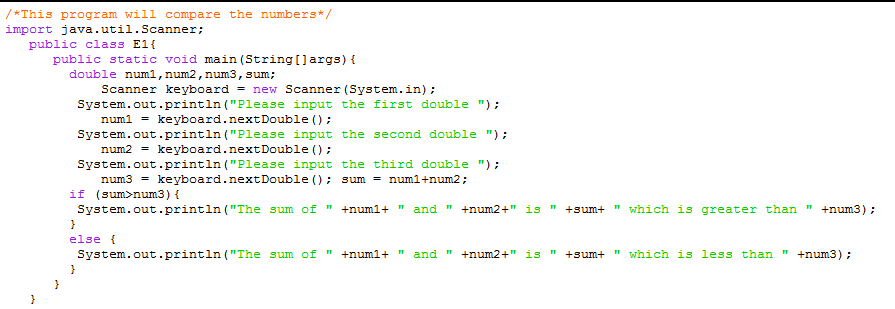 /*This program will compare the numbers*/
import java.util.Scanner;
public class E1{
public static void main(String[]args){
double num1,num2,num3,sum;
Scanner keyboard = new Scanner(System.in);
System.out.println("Please input the first double ");
num1 = keyboard.nextDouble();
System.out.println("Please input the second double ");
num2 = keyboard.nextDouble();
System.out.println("Please input the third double ");
num3 = keyboard.nextDouble(); sum = num1+num2;
if (sum>num3){
System.out.println("The sum of " +num1+ " and " +num2+" is " +sum+ " which is greater than " +num3);
}
else {
System.out.println("The sum of " +num1+ " and " +num2+" is " +sum+ " which is less than " +num3);
}
}
}